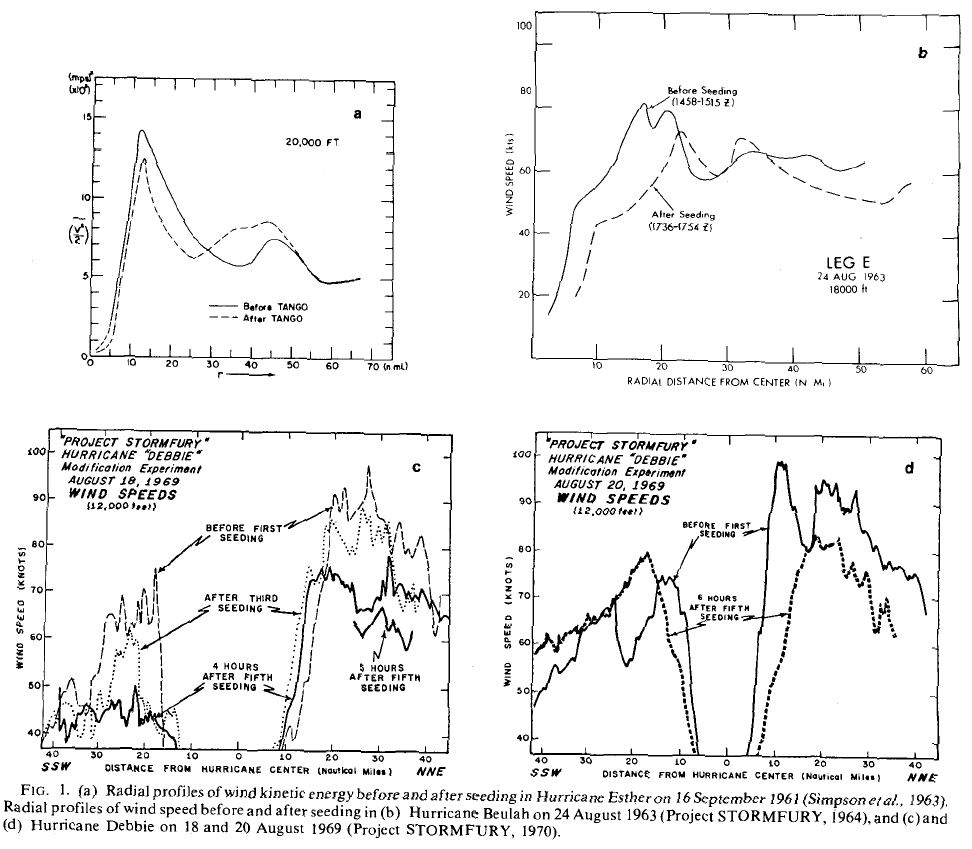 (mps)²
(x10²)
15
10
5
0
a
20,000 FT.
Before TANGO
After TANGO
0 10 20 30 40 50 60 70 (n mi.)
r
100
80
60
40
20
WIND SPEED (kts)
b
Before Seeding
(1458-1515 Z)
After Seeding
(1736-1754 Z)
LEG E
24 AUG 1963
18000 ft
10 20 30 40 50 60
RADIAL DISTANCE FROM CENTER (N. Mi.)
"PROJECT STORMFURY"
HURRICANE "DEBBIE"
Modification Experiment
AUGUST 18, 1969
WIND SPEEDS
(12,000 feet)
c
100
90
80
70
60
50
40
WIND SPEED (KNOTS)
BEFORE FIRST
SEEDING
AFTER THIRD
SEEDING
4 HOURS
AFTER FIFTH
SEEDING
5 HOURS
AFTER FIFTH
SEEDING
40 30 20 10 0 10 20 30 40
SSW DISTANCE FROM HURRICANE CENTER (Nautical Miles) NNE
"PROJECT STORMFURY"
HURRICANE "DEBBIE"
Modification Experiment
AUGUST 20, 1969
WIND SPEEDS
(12,000 feet)
d
100
90
80
70
60
50
40
WIND SPEED (KNOTS)
BEFORE FIRST
SEEDING
6 HOURS
AFTER FIFTH
SEEDING
40 30 20 10 0 10 20 30 40
SSW DISTANCE FROM HURRICANE CENTER (Nautical Miles) NNE
FIG. 1. (a) Radial profiles of wind kinetic energy before and after seeding in Hurricane Esther on 16 September 1961 (Simpson et al., 1963).
Radial profiles of wind speed before and after seeding in (b) Hurricane Beulah on 24 August 1963 (Project STORMFURY, 1964), and (c) and
(d) Hurricane Debbie on 18 and 20 August 1969 (Project STORMFURY, 1970).